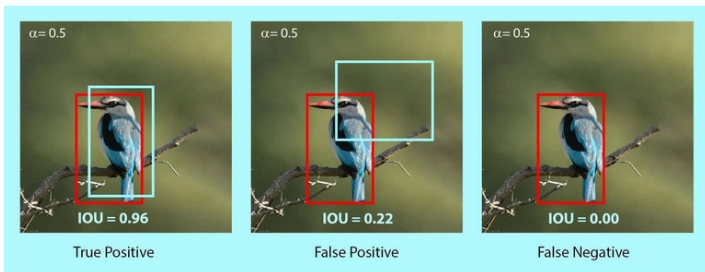 α= 0.5
α= 0.5
α= 0.5
IOU = 0.96
IOU = 0.22
IOU = 0.00
True Positive
False Positive
False Negative